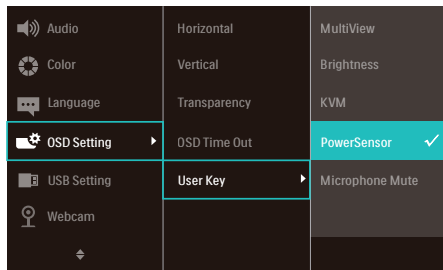 Audio
Horizontal
MultiView
Color
Vertical
Brightness
Language
Transparency
KVM
OSD Setting
OSD Time Out
PowerSensor
USB Setting
User Key
Microphone Mute
Webcam